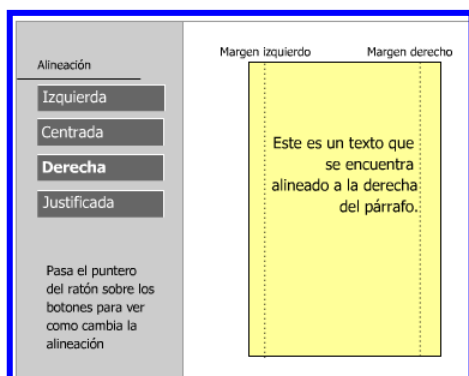 Alineación
Izquierda
Centrada
Derecha
Justificada
Pasa el puntero
del ratón sobre los
botones para ver
como cambia la
alineación
Margen izquierdo
Margen derecho
Este es un texto que
se encuentra
alineado a la derecha
del párrafo.